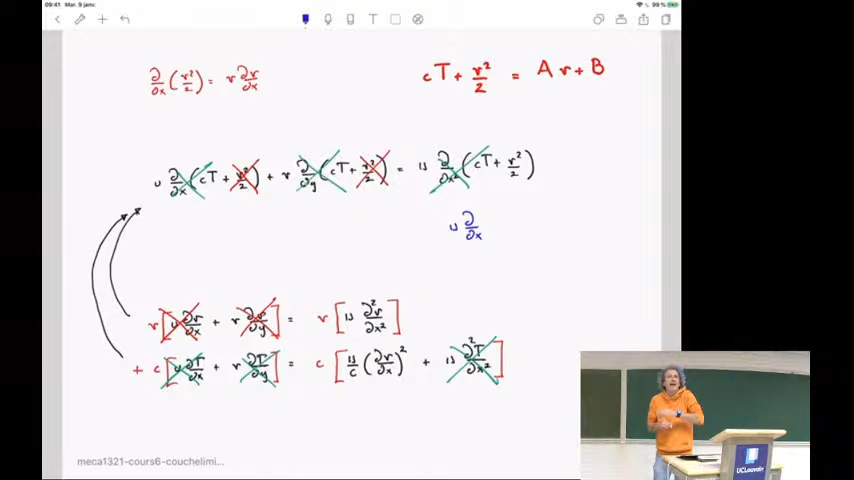 09:41 Mar. 9 janv.
99 %
∂/∂x (v²/2) = v ∂v/∂x
cT + v²/2 = A v + B
u ∂/∂x (cT + v²/2) + v ∂/∂y (cT + v²/2) = ν ∂/∂x² (cT + v²/2)
ν ∂/∂x
v [u ∂v/∂x + v ∂v/∂y] = v [ν ∂²v/∂x²]
+ c [u ∂T/∂x + v ∂T/∂y] = c [ν/c (∂v/∂x)² + ν ∂²T/∂x²]
meca1321-cours6-couchelimi...
UCLouvain